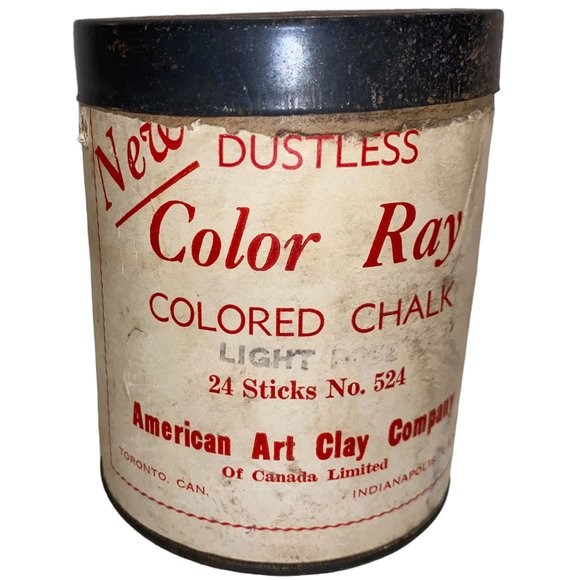 New
DUSTLESS
Color Ray
COLORED CHALK
LIGHT
24 Sticks No. 524
American Art Clay Company
Of Canada Limited
TORONTO, CAN.
INDIANAPOLIS